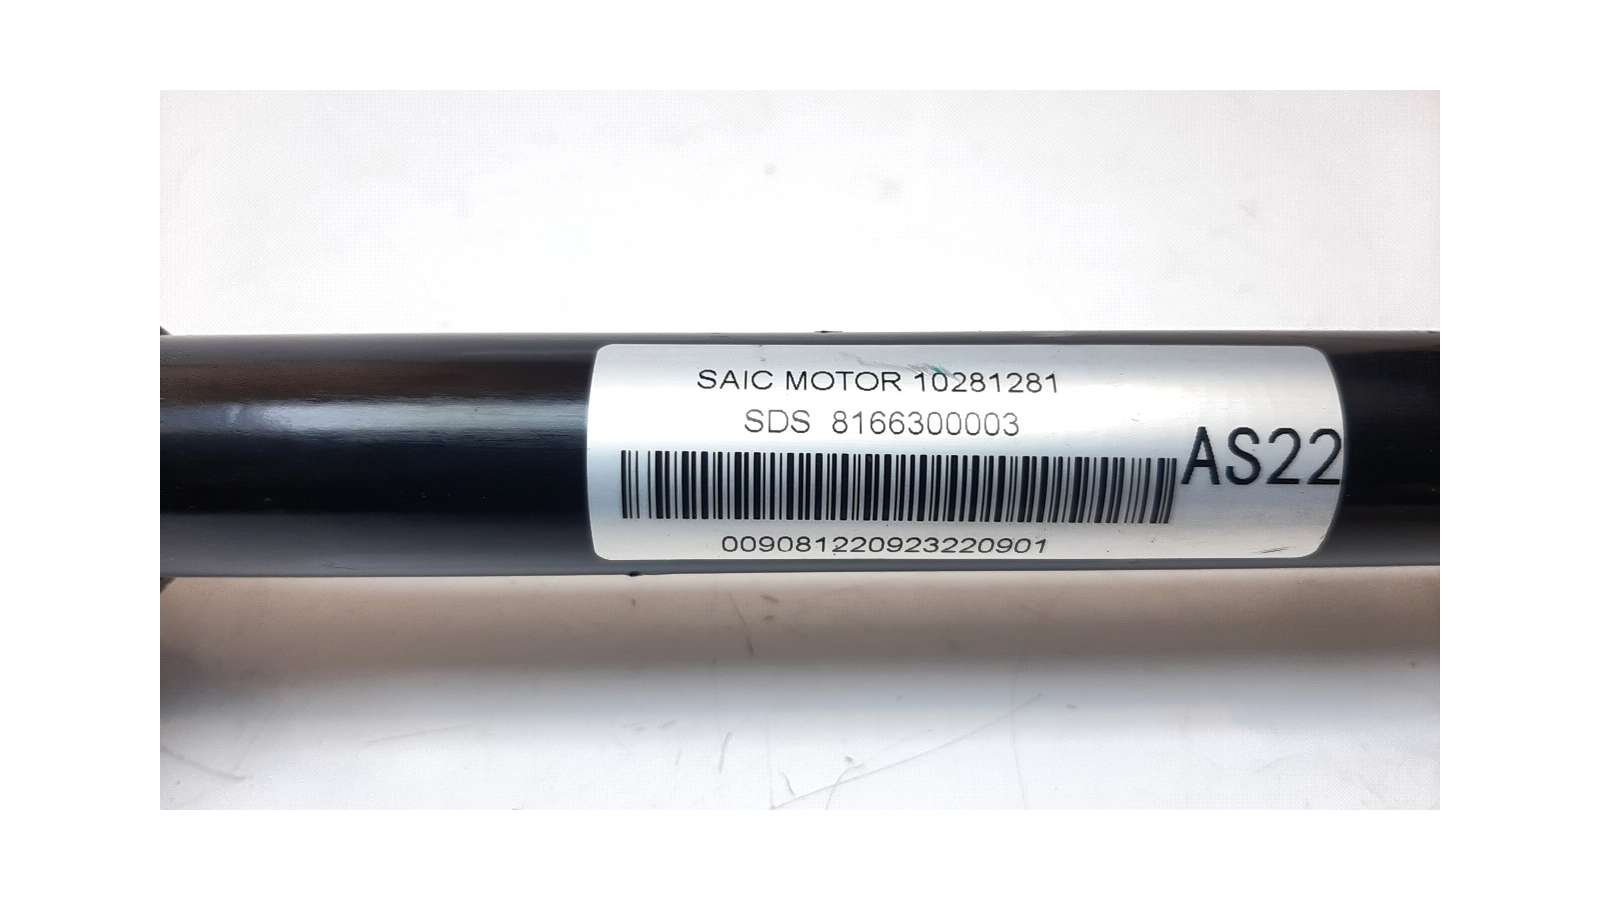 SAIC MOTOR 10281281
SDS 8166300003
AS22
009081220923220901